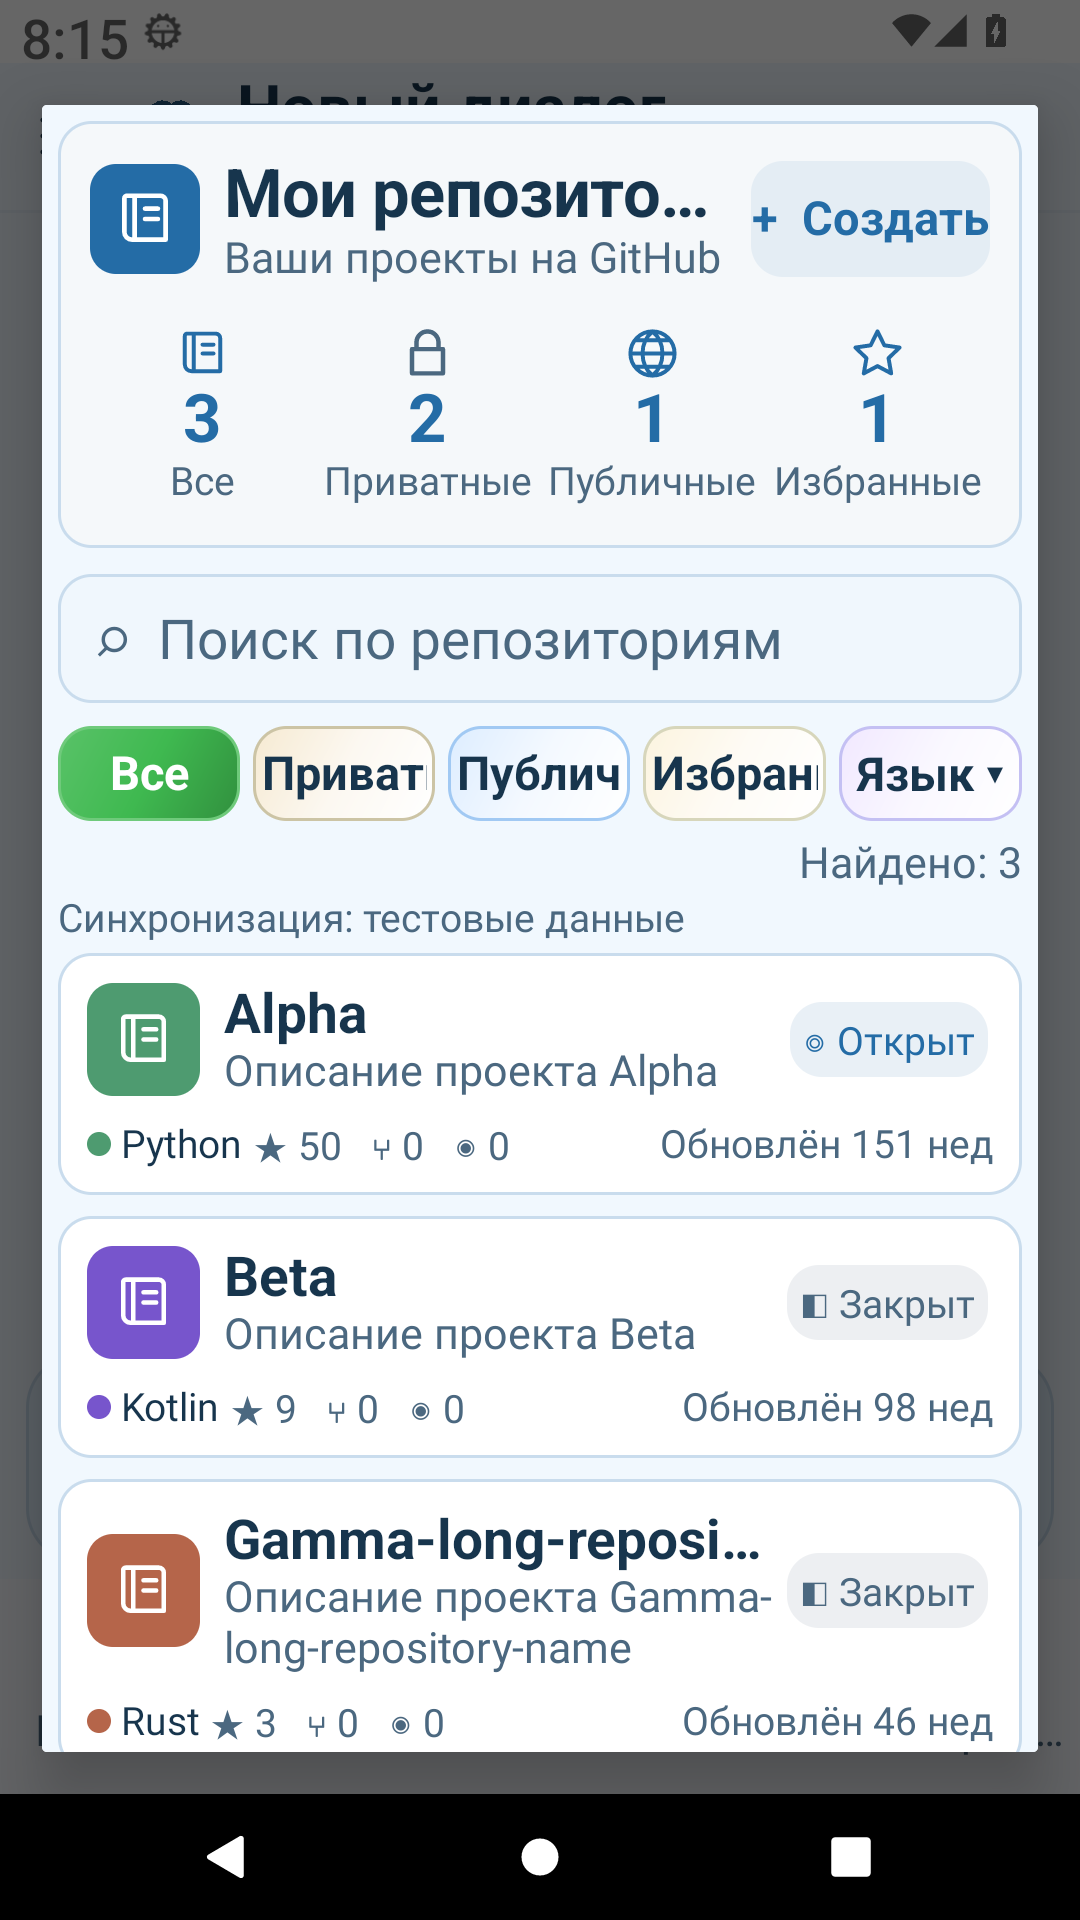 8:15
Новый диалог
Мои репозито...
Ваши проекты на GitHub
+ Создать
3
2
1
1
Все
Приватные
Публичные
Избранные
Поиск по репозиториям
Все
Приват
Публич
Избран
Язык ▼
Найдено: 3
Синхронизация: тестовые данные
Alpha
Описание проекта Alpha
Открыт
Python ★ 50 0 0
Обновлён 151 нед
Beta
Описание проекта Beta
Закрыт
Kotlin ★ 9 0 0
Обновлён 98 нед
Gamma-long-reposi...
Описание проекта Gamma-
long-repository-name
Закрыт
Rust ★ 3 0 0
Обновлён 46 нед